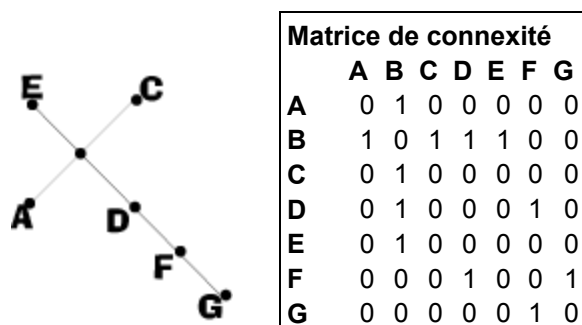 E
C
A
D
F
G
Matrice de connexité
A B C D E F G
A 0 1 0 0 0 0 0
B 1 0 1 1 1 0 0
C 0 1 0 0 0 0 0
D 0 1 0 0 0 1 0
E 0 1 0 0 0 0 0
F 0 0 0 1 0 0 1
G 0 0 0 0 0 1 0